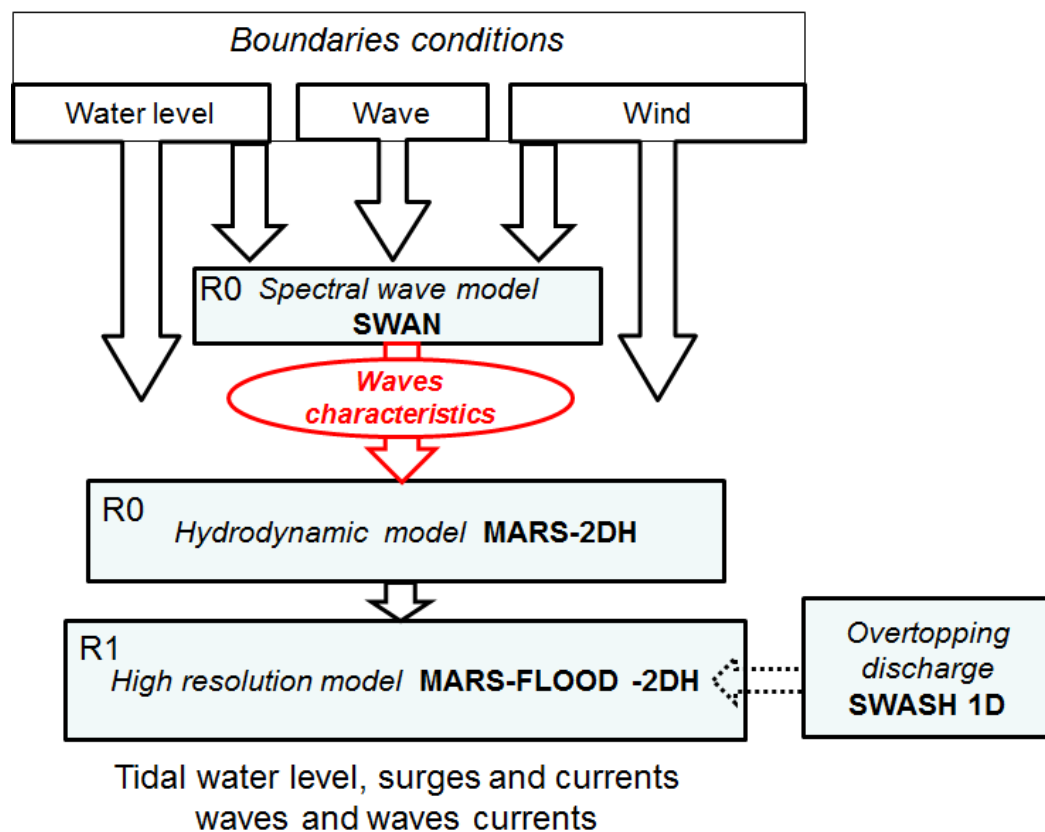 Boundaries conditions
Water level
Wave
Wind
R0 Spectral wave model
SWAN
Waves
characteristics
R0
Hydrodynamic model MARS-2DH
R1
High resolution model MARS-FLOOD -2DH
Overtopping
discharge
SWASH 1D
Tidal water level, surges and currents
waves and waves currents